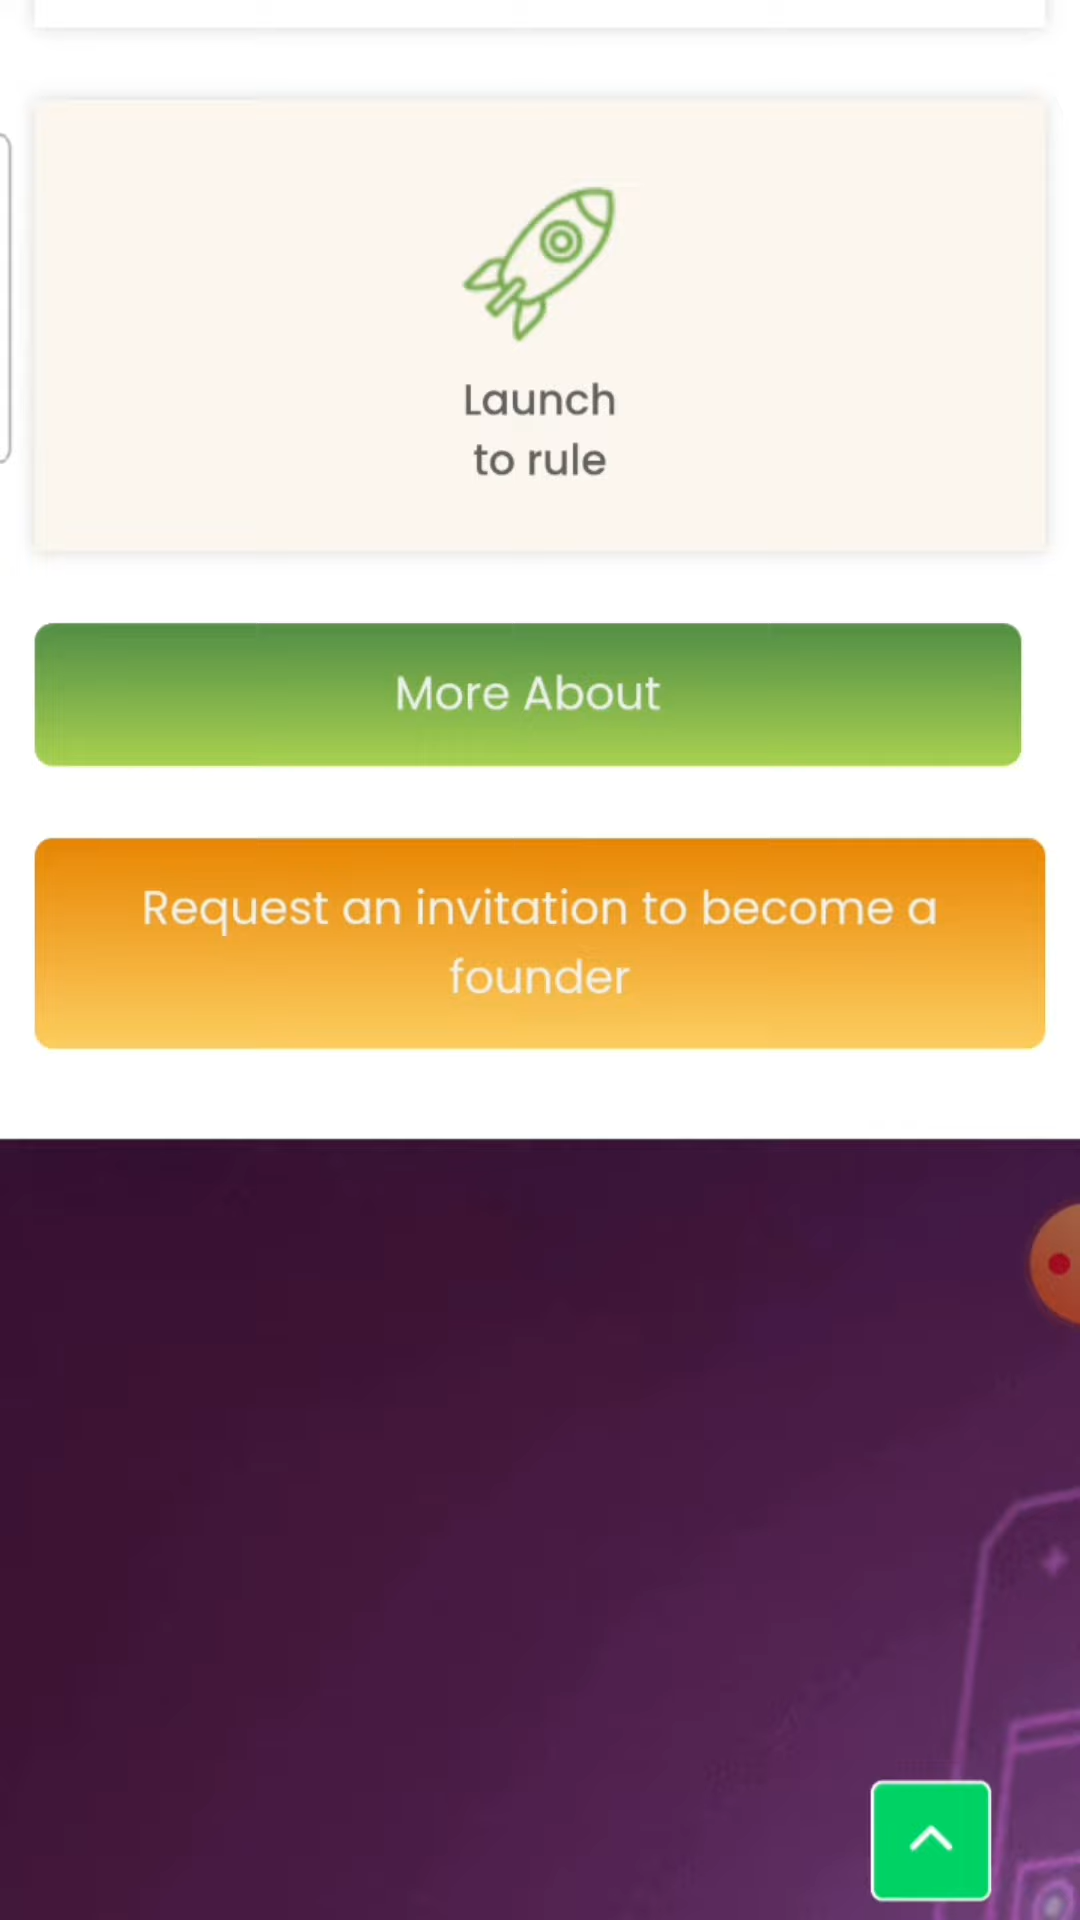 Launch
to rule
More About
Request an invitation to become a
founder